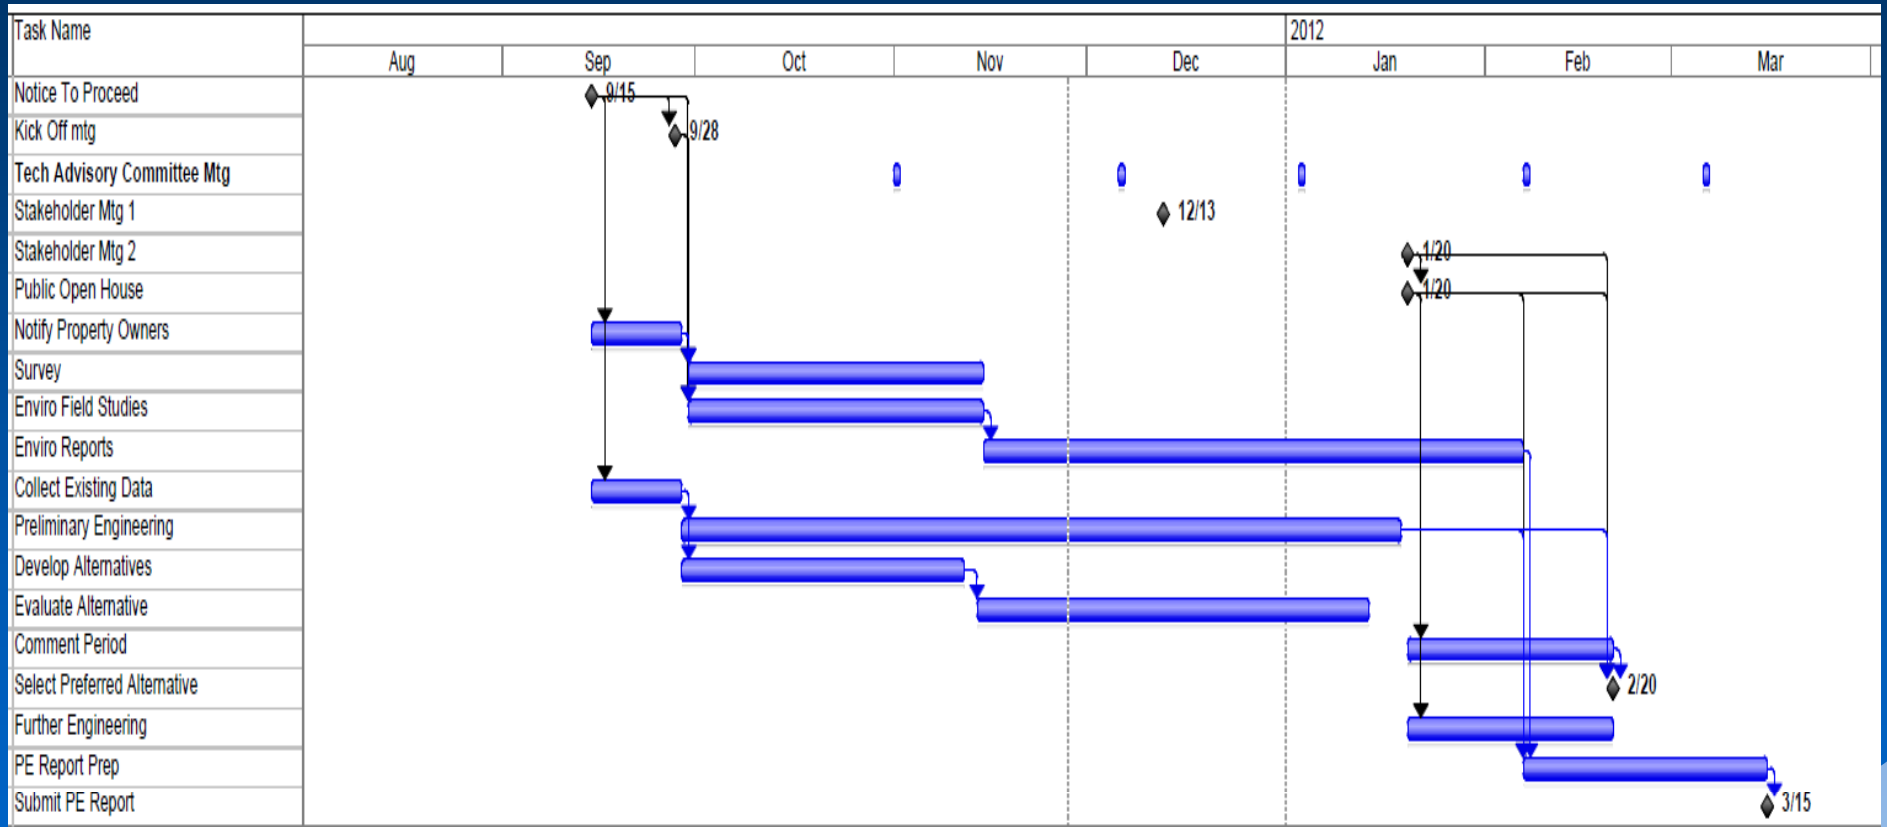 Task Name
2012
Aug Sep Oct Nov Dec Jan Feb Mar
Notice To Proceed 9/15
Kick Off mtg 9/28
Tech Advisory Committee Mtg
Stakeholder Mtg 1 12/13
Stakeholder Mtg 2 1/20
Public Open House 1/20
Notify Property Owners
Survey
Enviro Field Studies
Enviro Reports
Collect Existing Data
Preliminary Engineering
Develop Alternatives
Evaluate Alternative
Comment Period
Select Preferred Alternative 2/20
Further Engineering
PE Report Prep
Submit PE Report 3/15